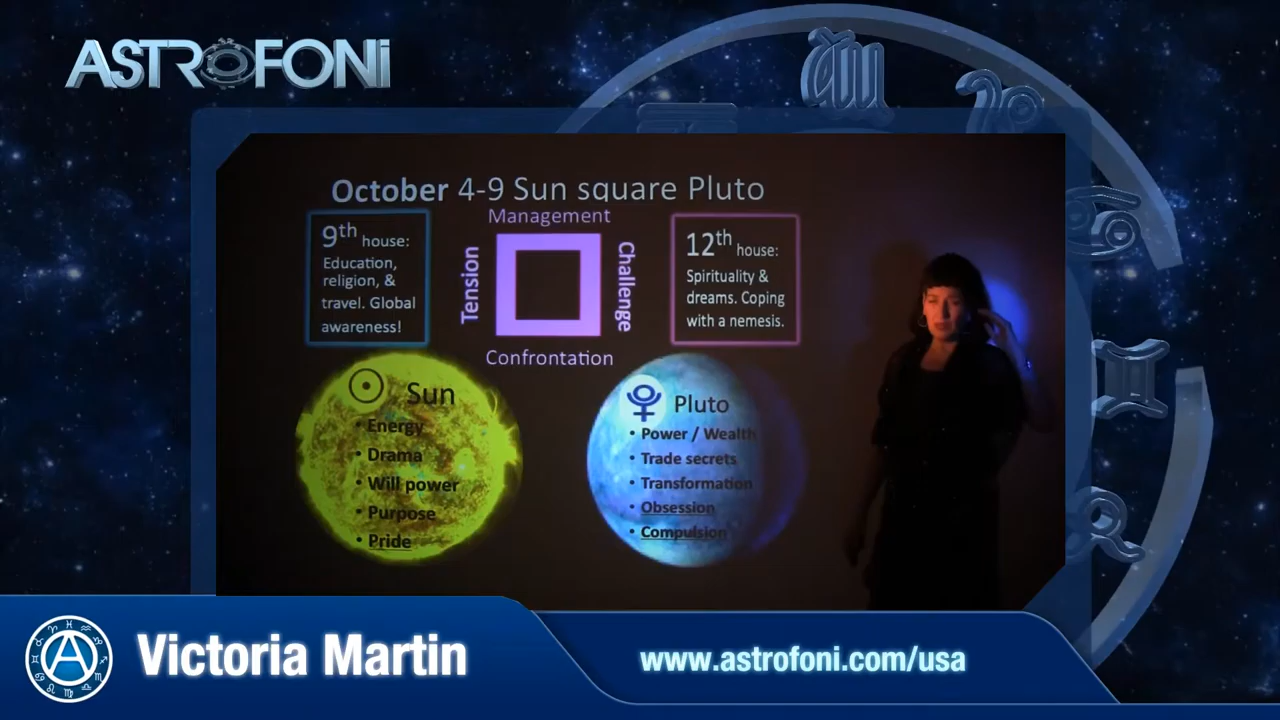 ASTROFONi
October 4-9 Sun square Pluto
9th house:
Education,
religion, &
travel. Global
awareness!
Management
Tension
Challenge
Confrontation
12th house:
Spirituality &
dreams. Coping
with a nemesis.
Sun
• Energy
• Drama
• Will power
• Purpose
• Pride
Pluto
• Power / Wealth
• Trade secrets
• Transformation
• Obsession
• Compulsion
A
Victoria Martin
www.astrofoni.com/usa